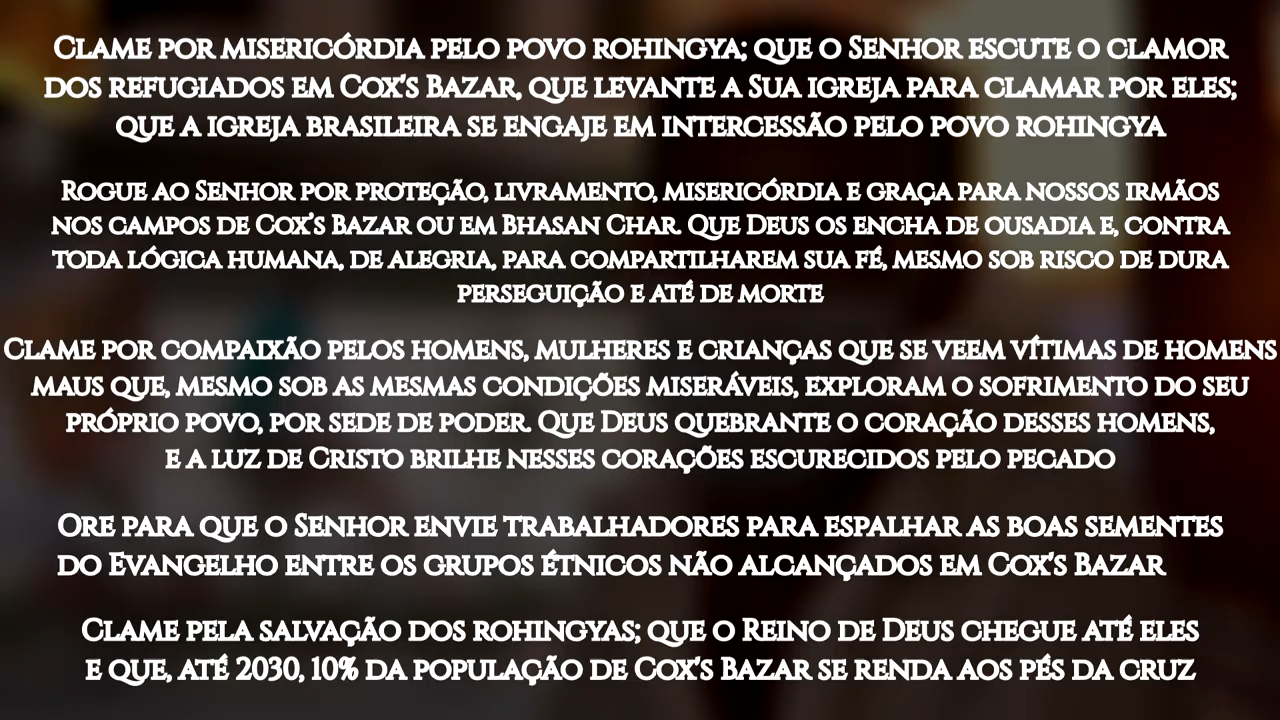 Clame por misericórdia pelo povo rohingya; que o Senhor escute o clamor
dos refugiados em Cox's Bazar, que levante a Sua igreja para clamar por eles;
que a igreja brasileira se engaje em intercessão pelo povo rohingya
Rogue ao Senhor por proteção, livramento, misericórdia e graça para nossos irmãos
nos campos de Cox's Bazar ou em Bhasan Char. Que Deus os encha de ousadia e, contra
toda lógica humana, de alegria, para compartilharem sua fé, mesmo sob risco de dura
perseguição e até de morte
Clame por compaixão pelos homens, mulheres e crianças que se veem vítimas de homens
maus que, mesmo sob as mesmas condições miseráveis, exploram o sofrimento do seu
próprio povo, por sede de poder. Que Deus quebrante o coração desses homens,
e a luz de Cristo brilhe nesses corações escurecidos pelo pecado
Ore para que o Senhor envie trabalhadores para espalhar as boas sementes
do Evangelho entre os grupos étnicos não alcançados em Cox's Bazar
Clame pela salvação dos rohingyas; que o Reino de Deus chegue até eles
e que, até 2030, 10% da população de Cox's Bazar se renda aos pés da cruz